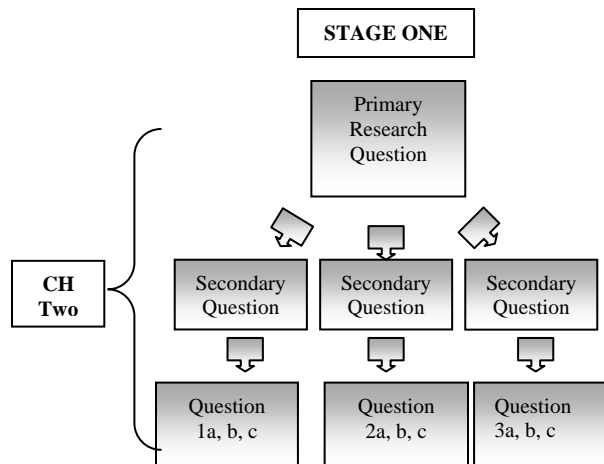 STAGE ONE
Primary
Research
Question
CH
Two
Secondary
Question
Secondary
Question
Secondary
Question
Question
1a, b, c
Question
2a, b, c
Question
3a, b, c